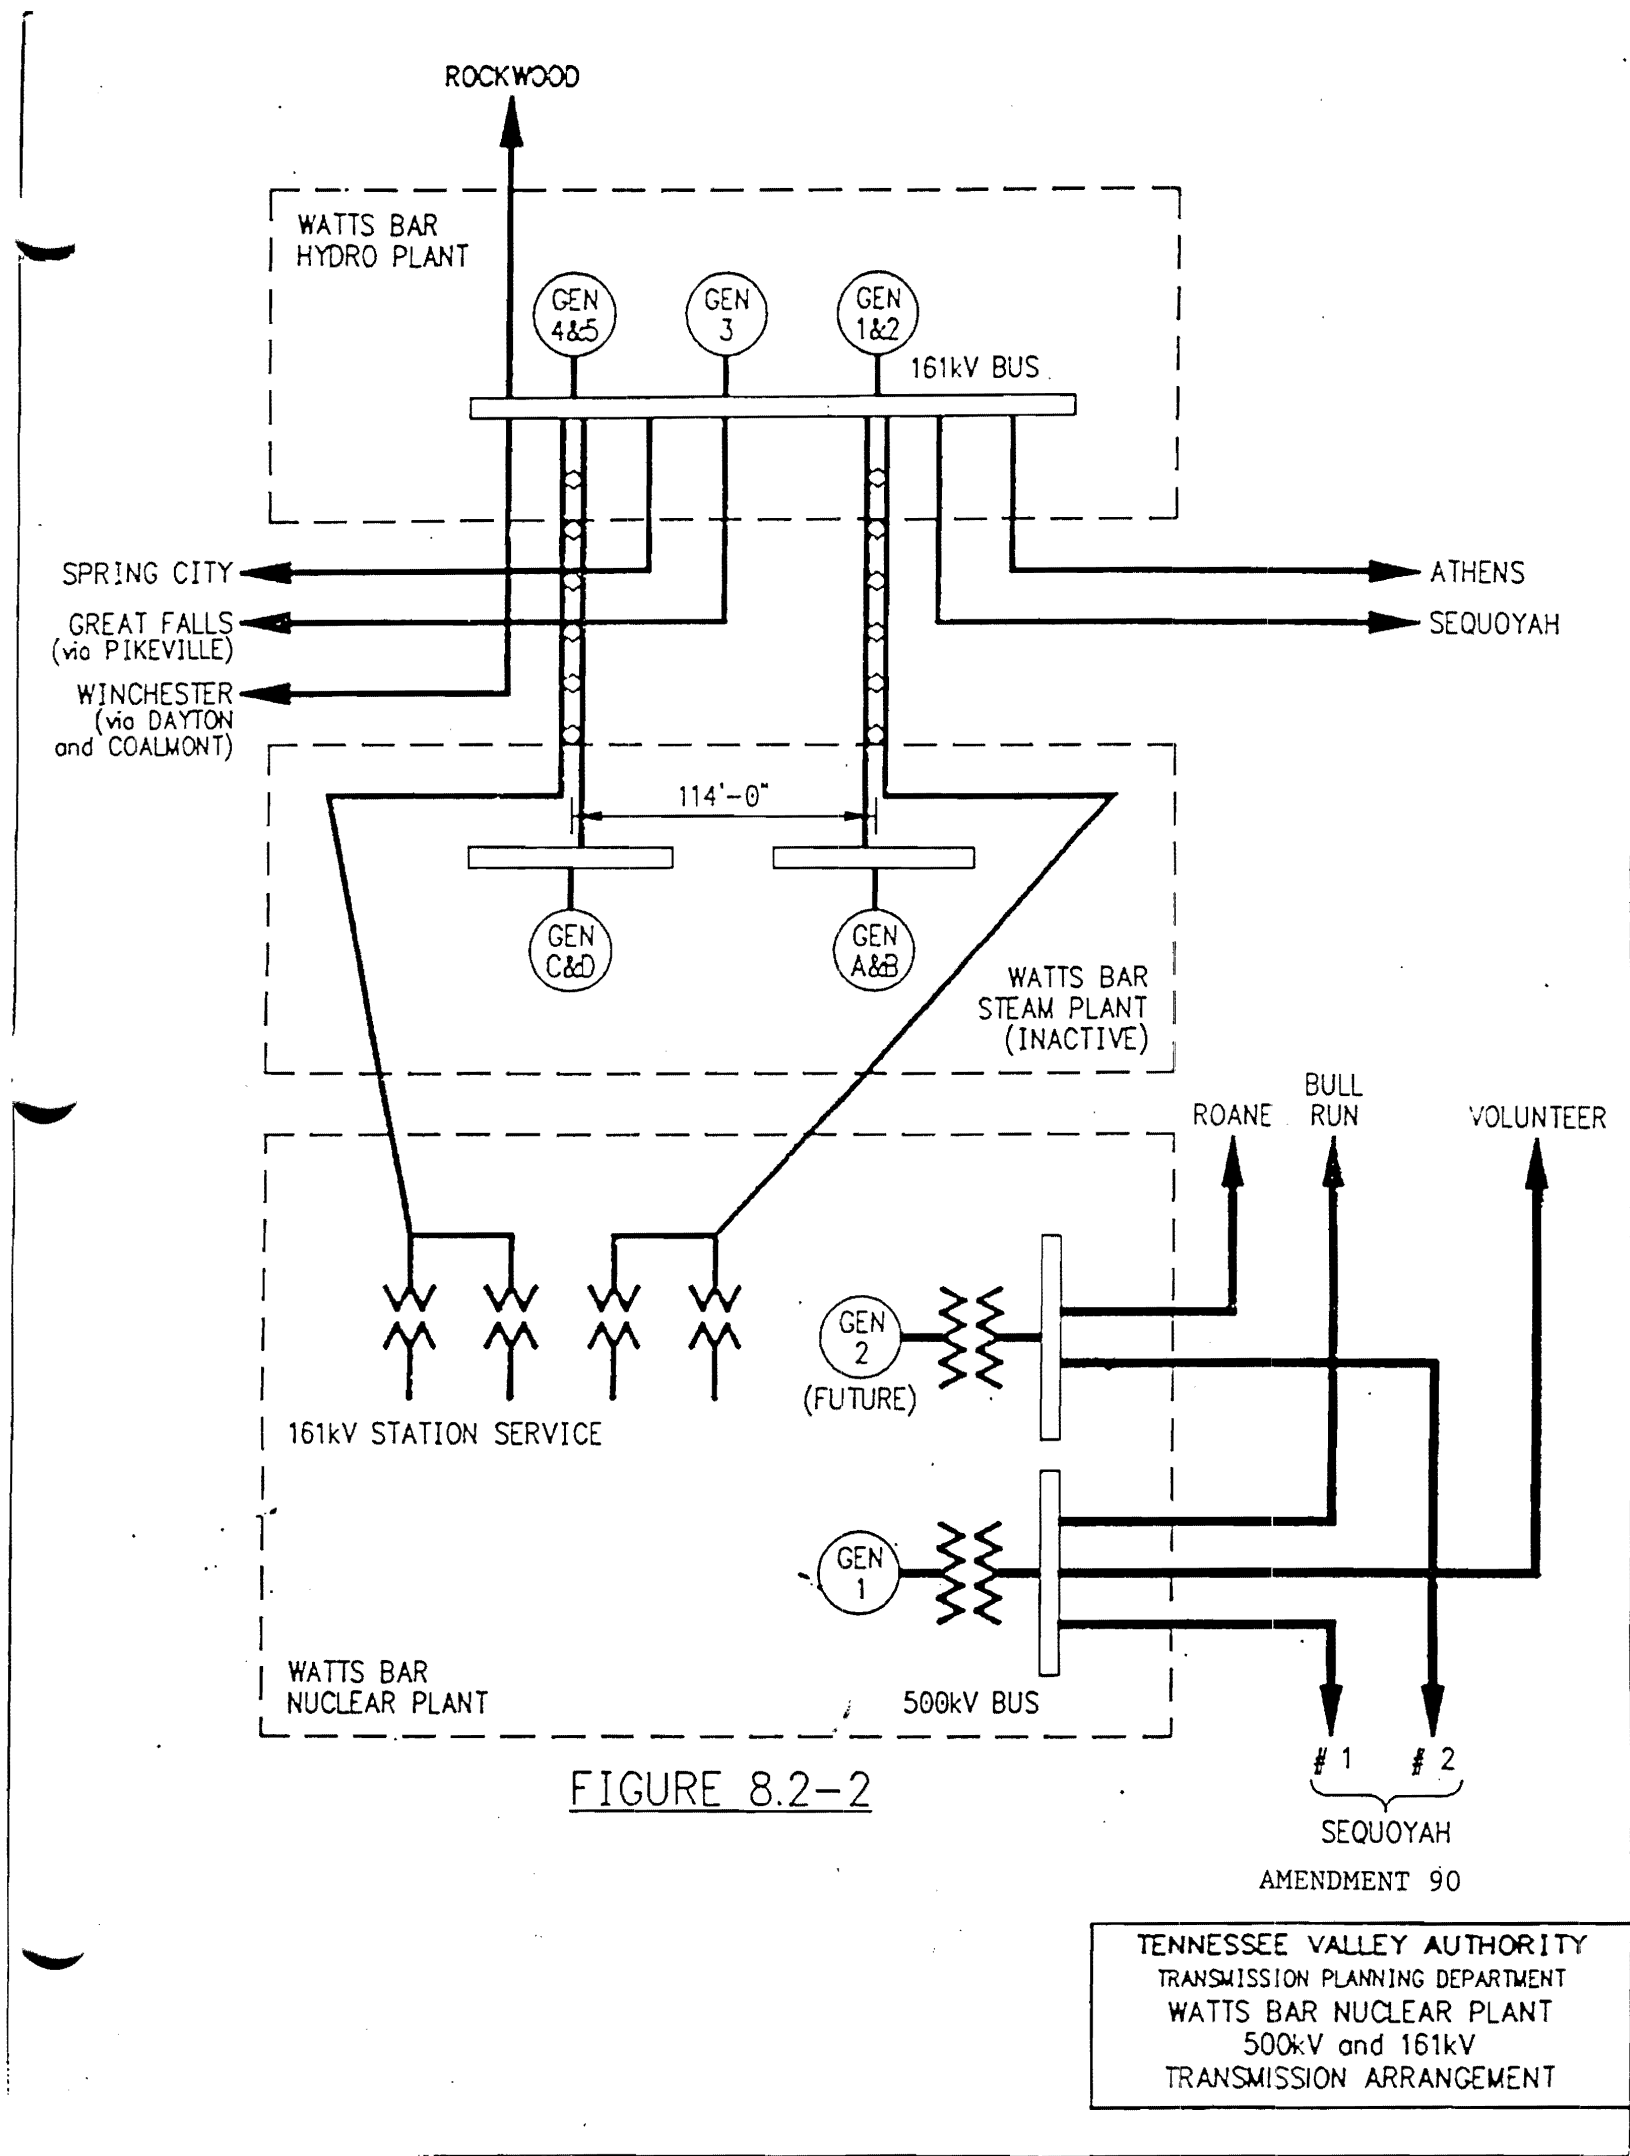 ROCKWOOD
WATTS BAR
HYDRO PLANT
GEN
4&5
GEN
3
GEN
1&2
161kV BUS
SPRING CITY
GREAT FALLS
(via PIKEVILLE)
WINCHESTER
(via DAYTON
and COALMONT)
ATHENS
SEQUOYAH
114'-0"
GEN
C&D
GEN
A&B
WATTS BAR
STEAM PLANT
(INACTIVE)
ROANE
BULL
RUN
VOLUNTEER
GEN
2
(FUTURE)
161kV STATION SERVICE
GEN
1
WATTS BAR
NUCLEAR PLANT
500kV BUS
# 1
# 2
SEQUOYAH
FIGURE 8.2-2
AMENDMENT 90
TENNESSEE VALLEY AUTHORITY
TRANSMISSION PLANNING DEPARTMENT
WATTS BAR NUCLEAR PLANT
500kV and 161kV
TRANSMISSION ARRANGEMENT